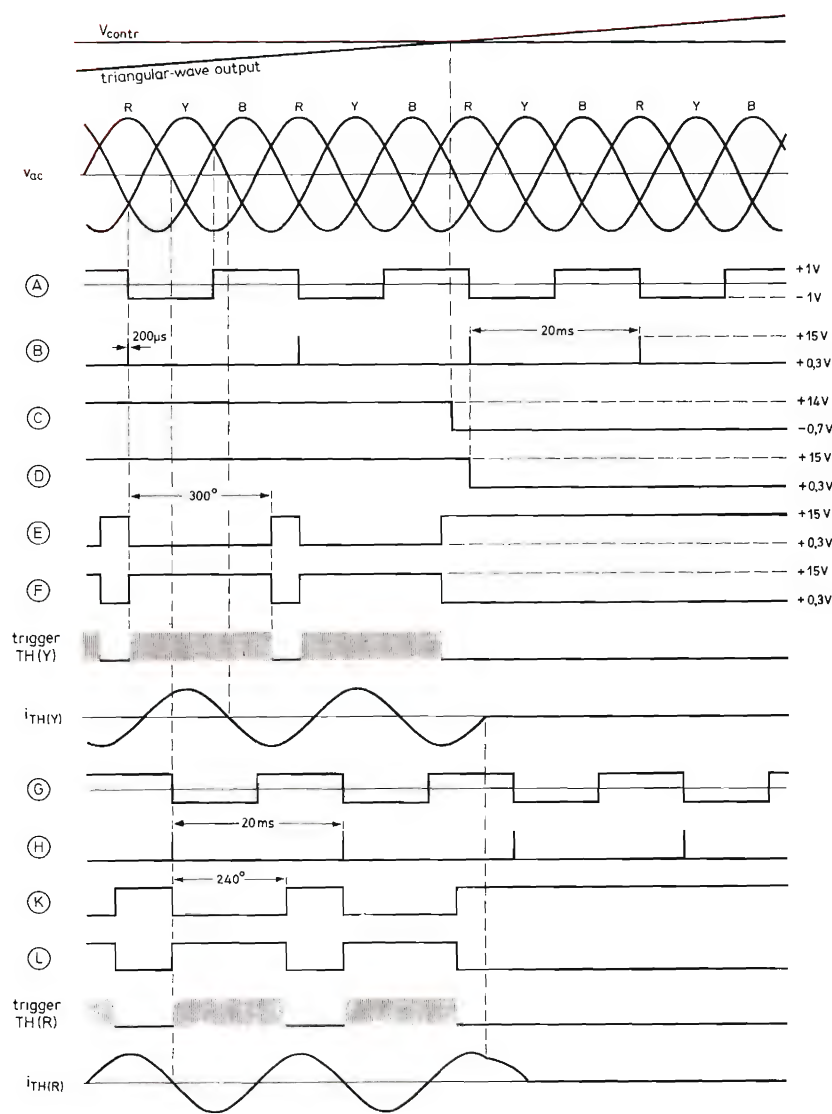 Vcontr
triangular-wave output
R Y B R Y B R Y B R Y B
vac
A
+1V
−1V
B
200μs
20ms
+15V
+0,3V
C
+14V
−0,7V
D
+15V
+0,3V
300°
E
+15V
+0,3V
F
+15V
+0,3V
trigger
TH(Y)
iTH(Y)
G
20ms
H
240°
K
L
trigger
TH(R)
iTH(R)